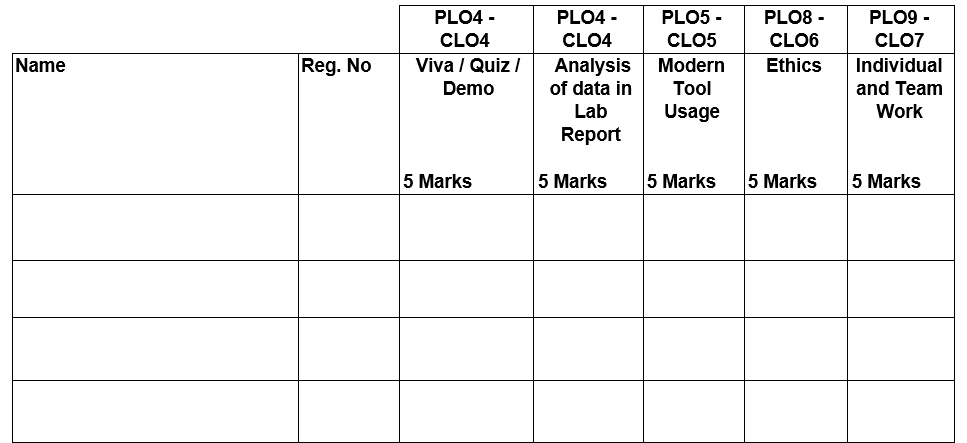 PLO4 - CLO4
PLO4 - CLO4
PLO5 - CLO5
PLO8 - CLO6
PLO9 - CLO7
Name
Reg. No
Viva / Quiz /
Demo
5 Marks
Analysis
of data in
Lab
Report
5 Marks
Modern
Tool
Usage
5 Marks
Ethics
5 Marks
Individual
and Team
Work
5 Marks